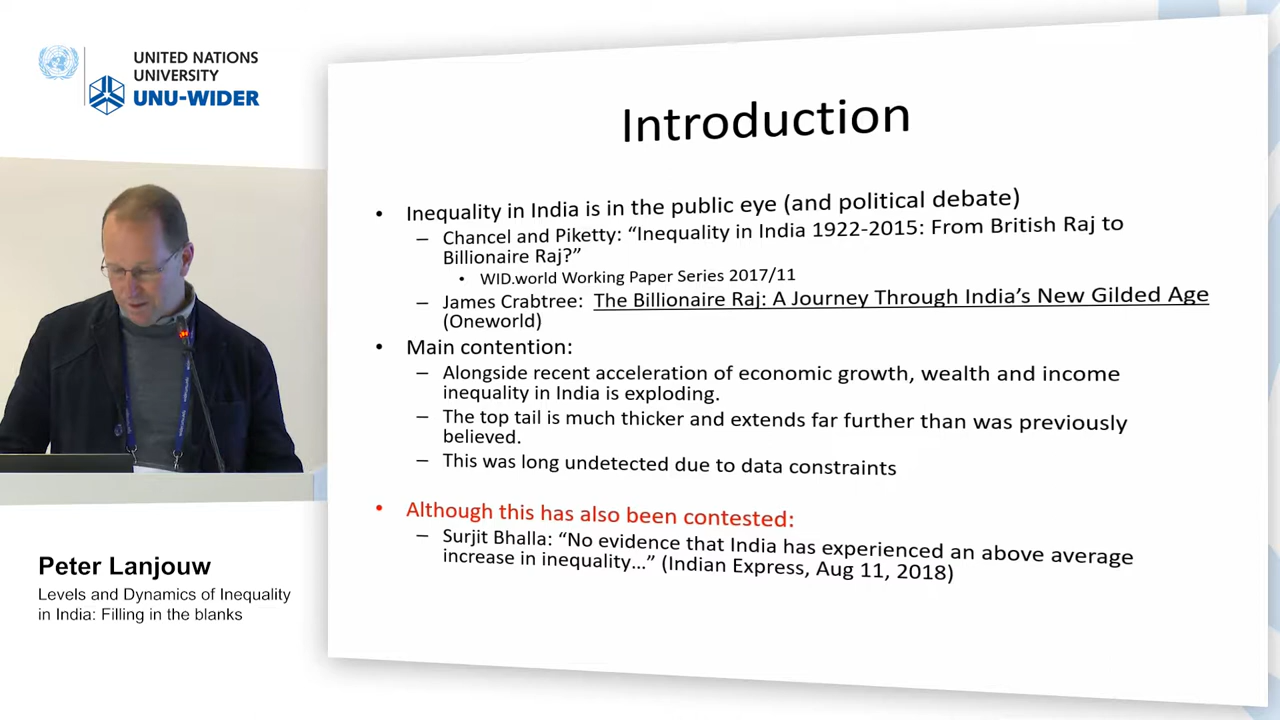 UNITED NATIONS
UNIVERSITY
UNU-WIDER
Introduction
• Inequality in India is in the public eye (and political debate)
– Chancel and Piketty: “Inequality in India 1922-2015: From British Raj to
Billionaire Raj?”
• WID.world Working Paper Series 2017/11
– James Crabtree: The Billionaire Raj: A Journey Through India’s New Gilded Age
(Oneworld)
• Main contention:
– Alongside recent acceleration of economic growth, wealth and income
inequality in India is exploding.
– The top tail is much thicker and extends far further than was previously
believed.
– This was long undetected due to data constraints
• Although this has also been contested:
– Surjit Bhalla: “No evidence that India has experienced an above average
increase in inequality…” (Indian Express, Aug 11, 2018)
Peter Lanjouw
Levels and Dynamics of Inequality
in India: Filling in the blanks